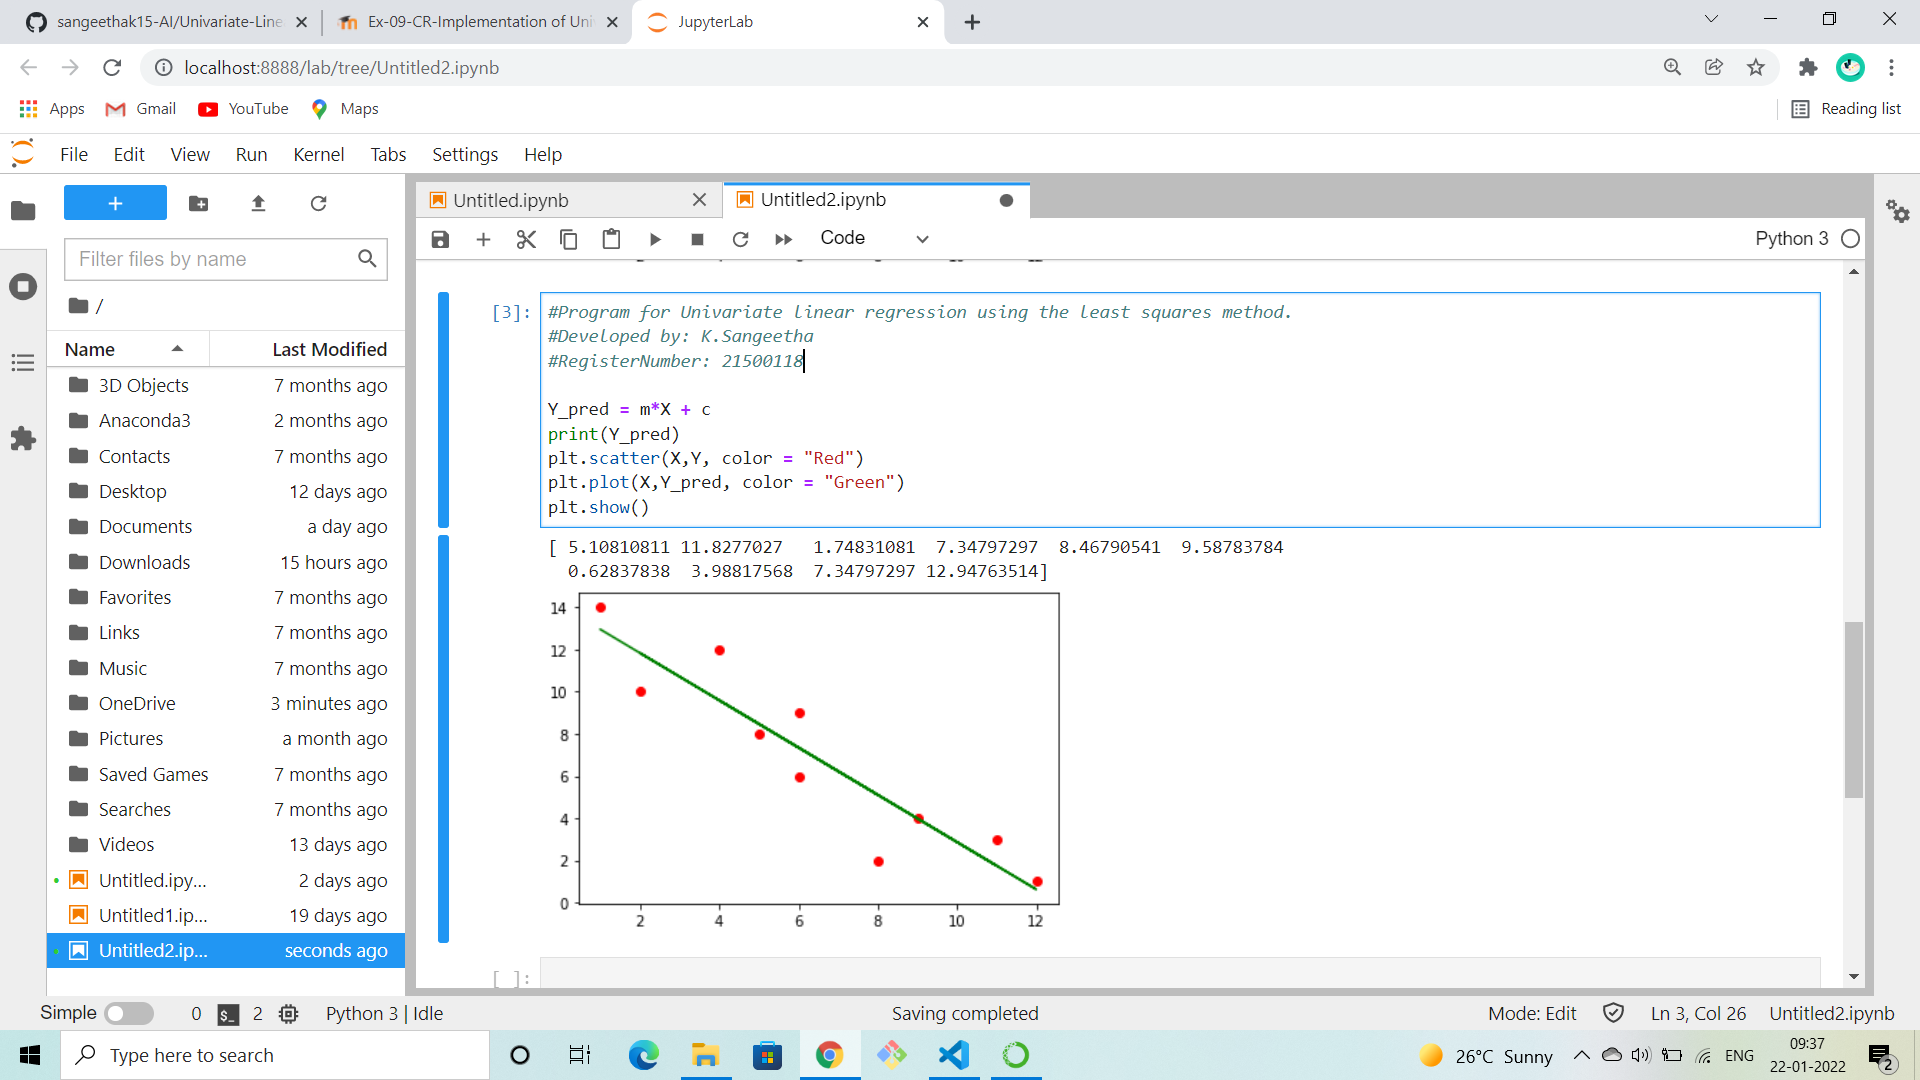 sangeethak15-AI/Univariate-Line
Ex-09-CR-Implementation of Uni
JupyterLab
localhost:8888/lab/tree/Untitled2.ipynb
Apps
Gmail
YouTube
Maps
Reading list
File
Edit
View
Run
Kernel
Tabs
Settings
Help
Untitled.ipynb
Untitled2.ipynb
Code
Python 3
Filter files by name
/
Name
Last Modified
3D Objects 7 months ago
Anaconda3 2 months ago
Contacts 7 months ago
Desktop 12 days ago
Documents a day ago
Downloads 15 hours ago
Favorites 7 months ago
Links 7 months ago
Music 7 months ago
OneDrive 3 minutes ago
Pictures a month ago
Saved Games 7 months ago
Searches 7 months ago
Videos 13 days ago
Untitled.ipy... 2 days ago
Untitled1.ip... 19 days ago
Untitled2.ip... seconds ago
[3]:
#Program for Univariate linear regression using the least squares method.
#Developed by: K.Sangeetha
#RegisterNumber: 21500118
Y_pred = m*X + c
print(Y_pred)
plt.scatter(X,Y, color = "Red")
plt.plot(X,Y_pred, color = "Green")
plt.show()
[ 5.10810811 11.8277027 1.74831081 7.34797297 8.46790541 9.58783784
0.62837838 3.98817568 7.34797297 12.94763514]
14
12
10
8
6
4
2
0
2 4 6 8 10 12
[ ]:
Simple
0
$_
2
Python 3 | Idle
Saving completed
Mode: Edit
Ln 3, Col 26
Untitled2.ipynb
Type here to search
26°C Sunny
ENG
09:37
22-01-2022
2